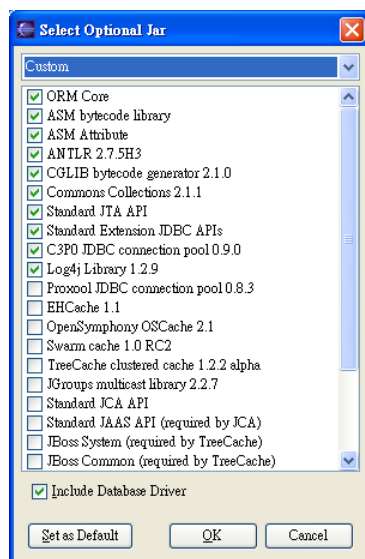 Select Optional Jar
Custom
ORM Core
ASM bytecode library
ASM Attribute
ANTLR 2.7.5H3
CGLIB bytecode generator 2.1.0
Commons Collections 2.1.1
Standard JTA API
Standard Extension JDBC APIs
C3P0 JDBC connection pool 0.9.0
Log4j Library 1.2.9
Proxool JDBC connection pool 0.8.3
EHCache 1.1
OpenSymphony OSCache 2.1
Swarm cache 1.0 RC2
TreeCache clustered cache 1.2.2 alpha
JGroups multicast library 2.2.7
Standard JCA API
Standard JAAS API (required by JCA)
JBoss System (required by TreeCache)
JBoss Common (required by TreeCache)
Include Database Driver
Set as Default OK Cancel